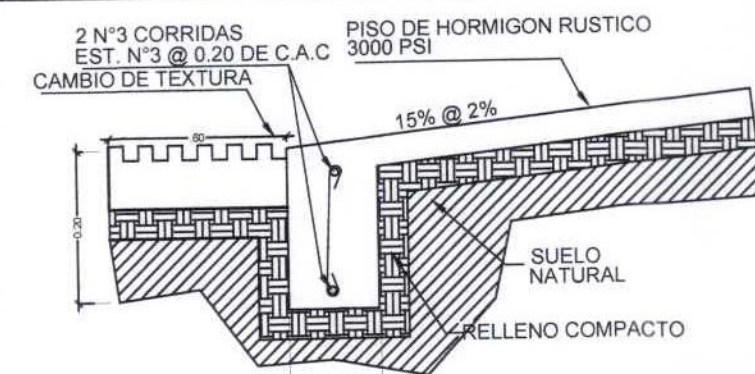 2 N°3 CORRIDAS
EST. N°3 @ 0.20 DE C.A.C
CAMBIO DE TEXTURA
PISO DE HORMIGON RUSTICO
3000 PSI
15% @ 2%
.60
0.20
SUELO
NATURAL
RELLENO COMPACTO